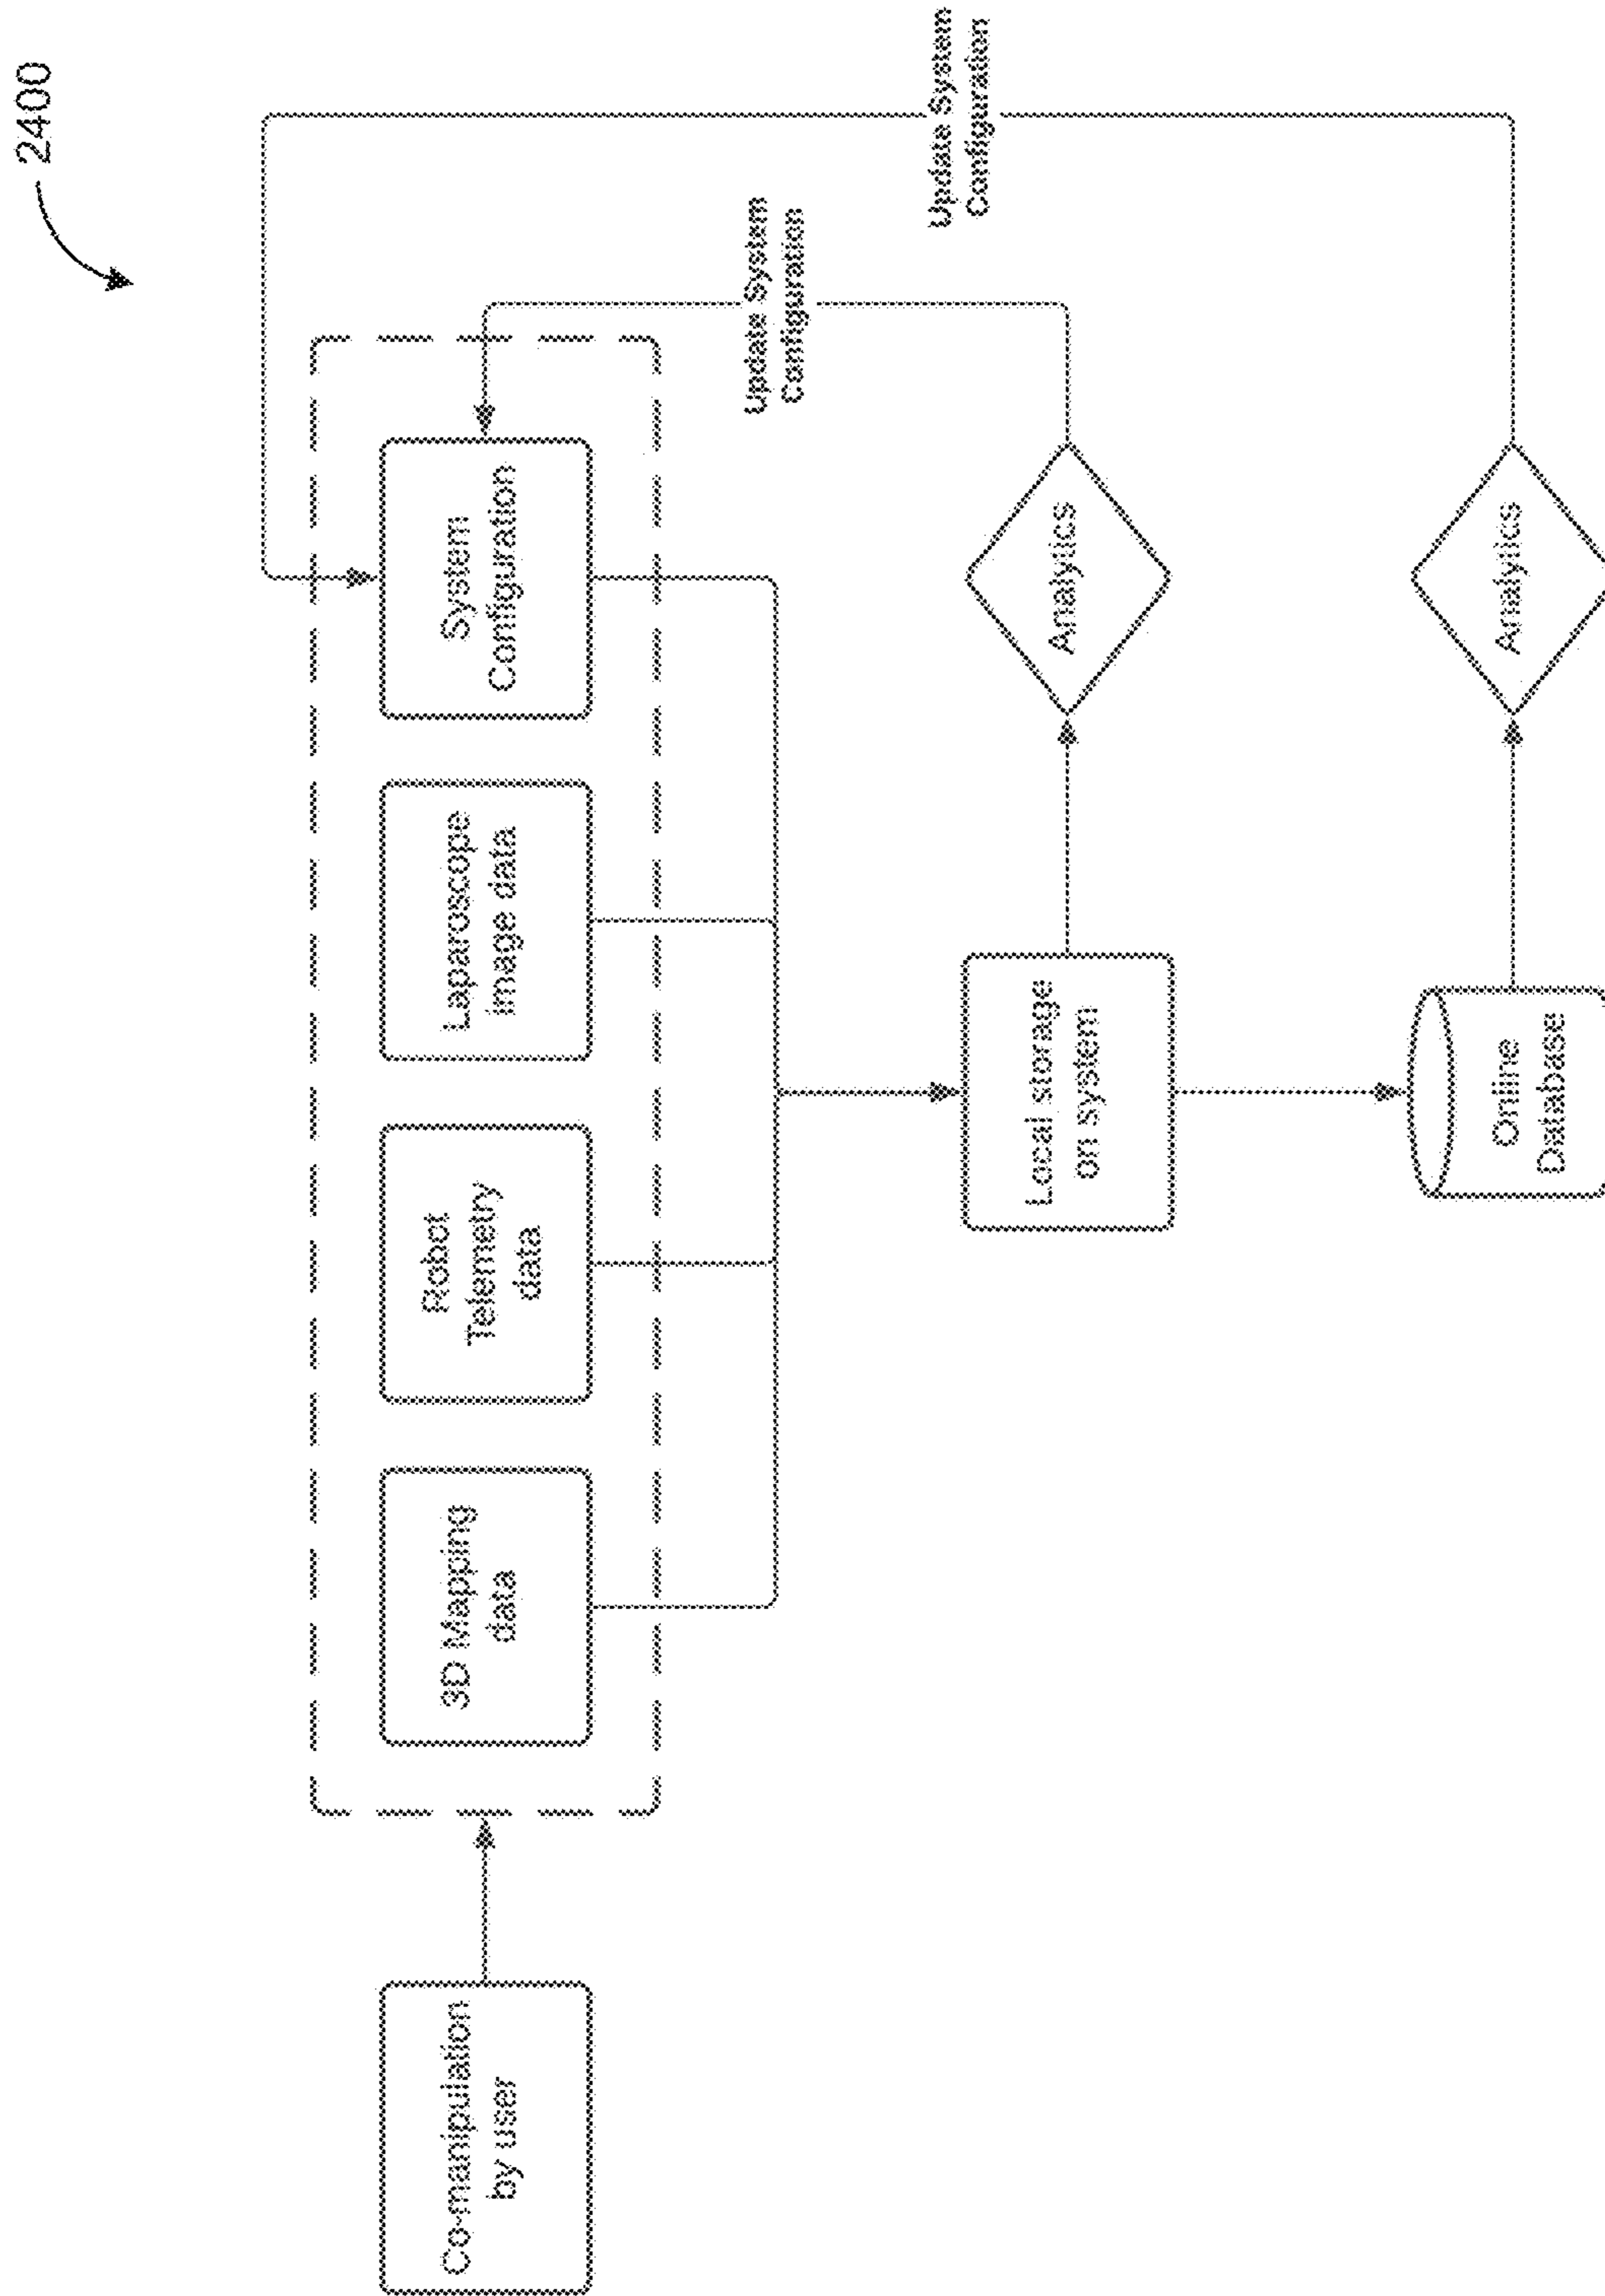 2400
Co-manipulation
by user
3D Mapping
data
Robot
Telemetry
data
Laparoscope
image data
System
Configuration
Update System
Configuration
Update System
Configuration
Local storage
on system
Analytics
Online
Database
Analytics